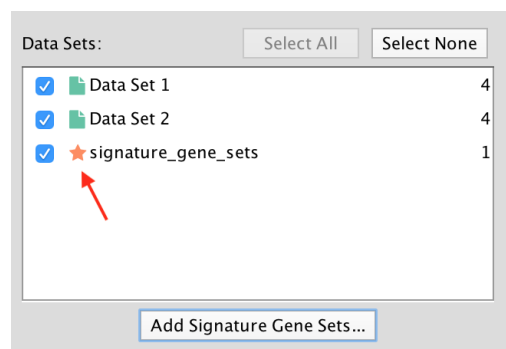 Data Sets: Select All Select None
Data Set 1 4
Data Set 2 4
signature_gene_sets 1
Add Signature Gene Sets...